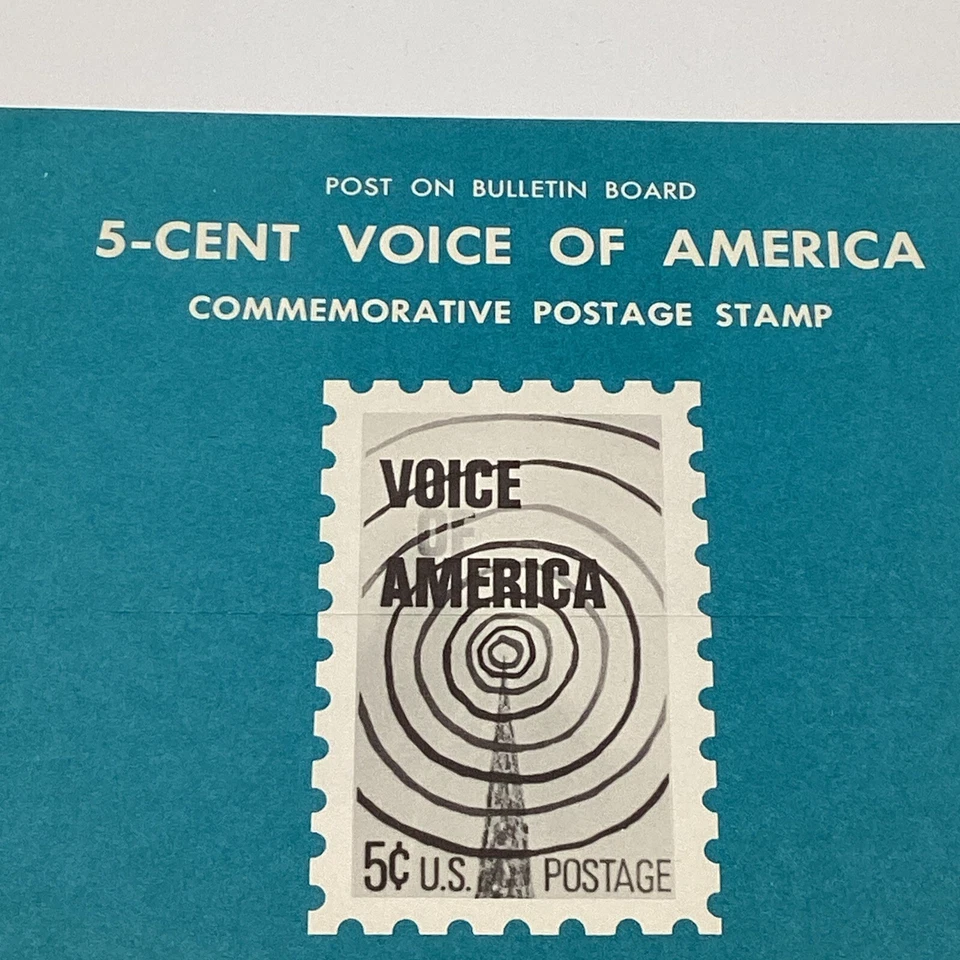 POST ON BULLETIN BOARD
5-CENT VOICE OF AMERICA
COMMEMORATIVE POSTAGE STAMP
VOICE
OF
AMERICA
5¢ U.S. POSTAGE